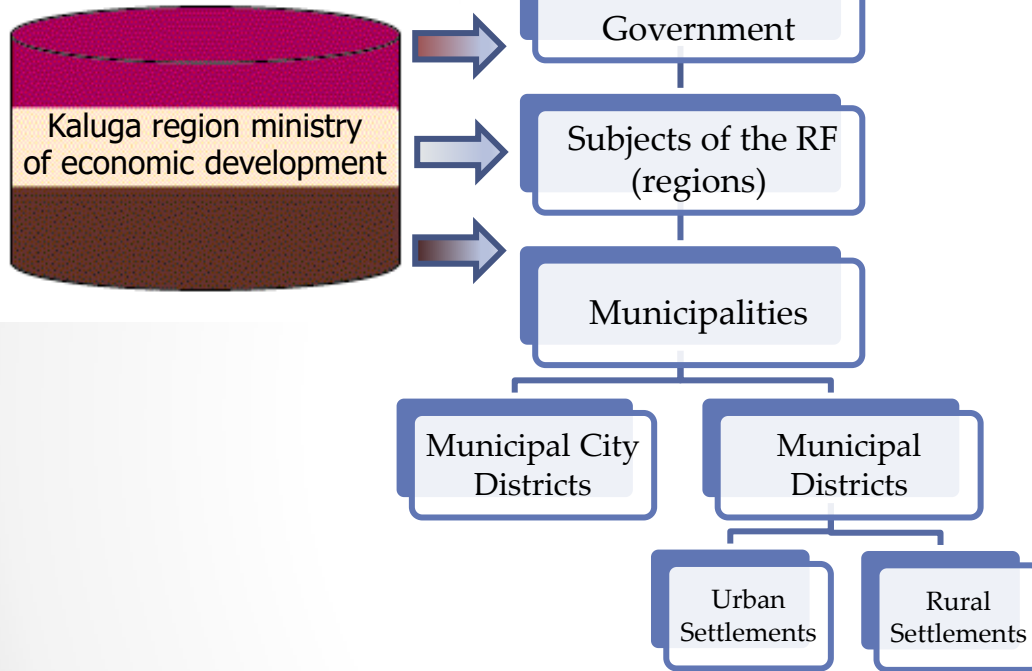 Kaluga region ministry
of economic development
Government
Subjects of the RF
(regions)
Municipalities
Municipal City
Districts
Municipal
Districts
Urban
Settlements
Rural
Settlements